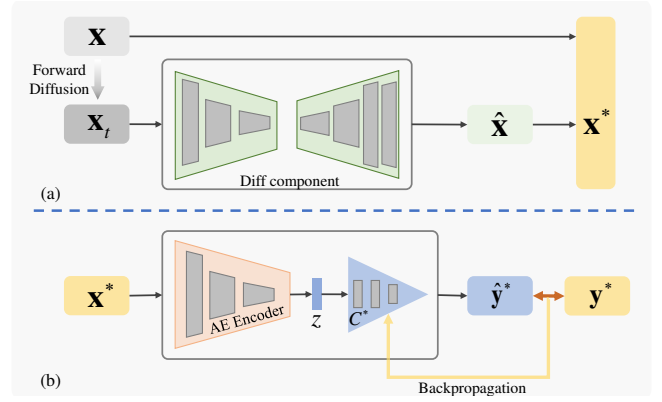 x
Forward
Diffusion
x_t
x̂
x*
Diff component
(a)
x*
AE Encoder
z
C*
ŷ*
y*
Backpropagation
(b)